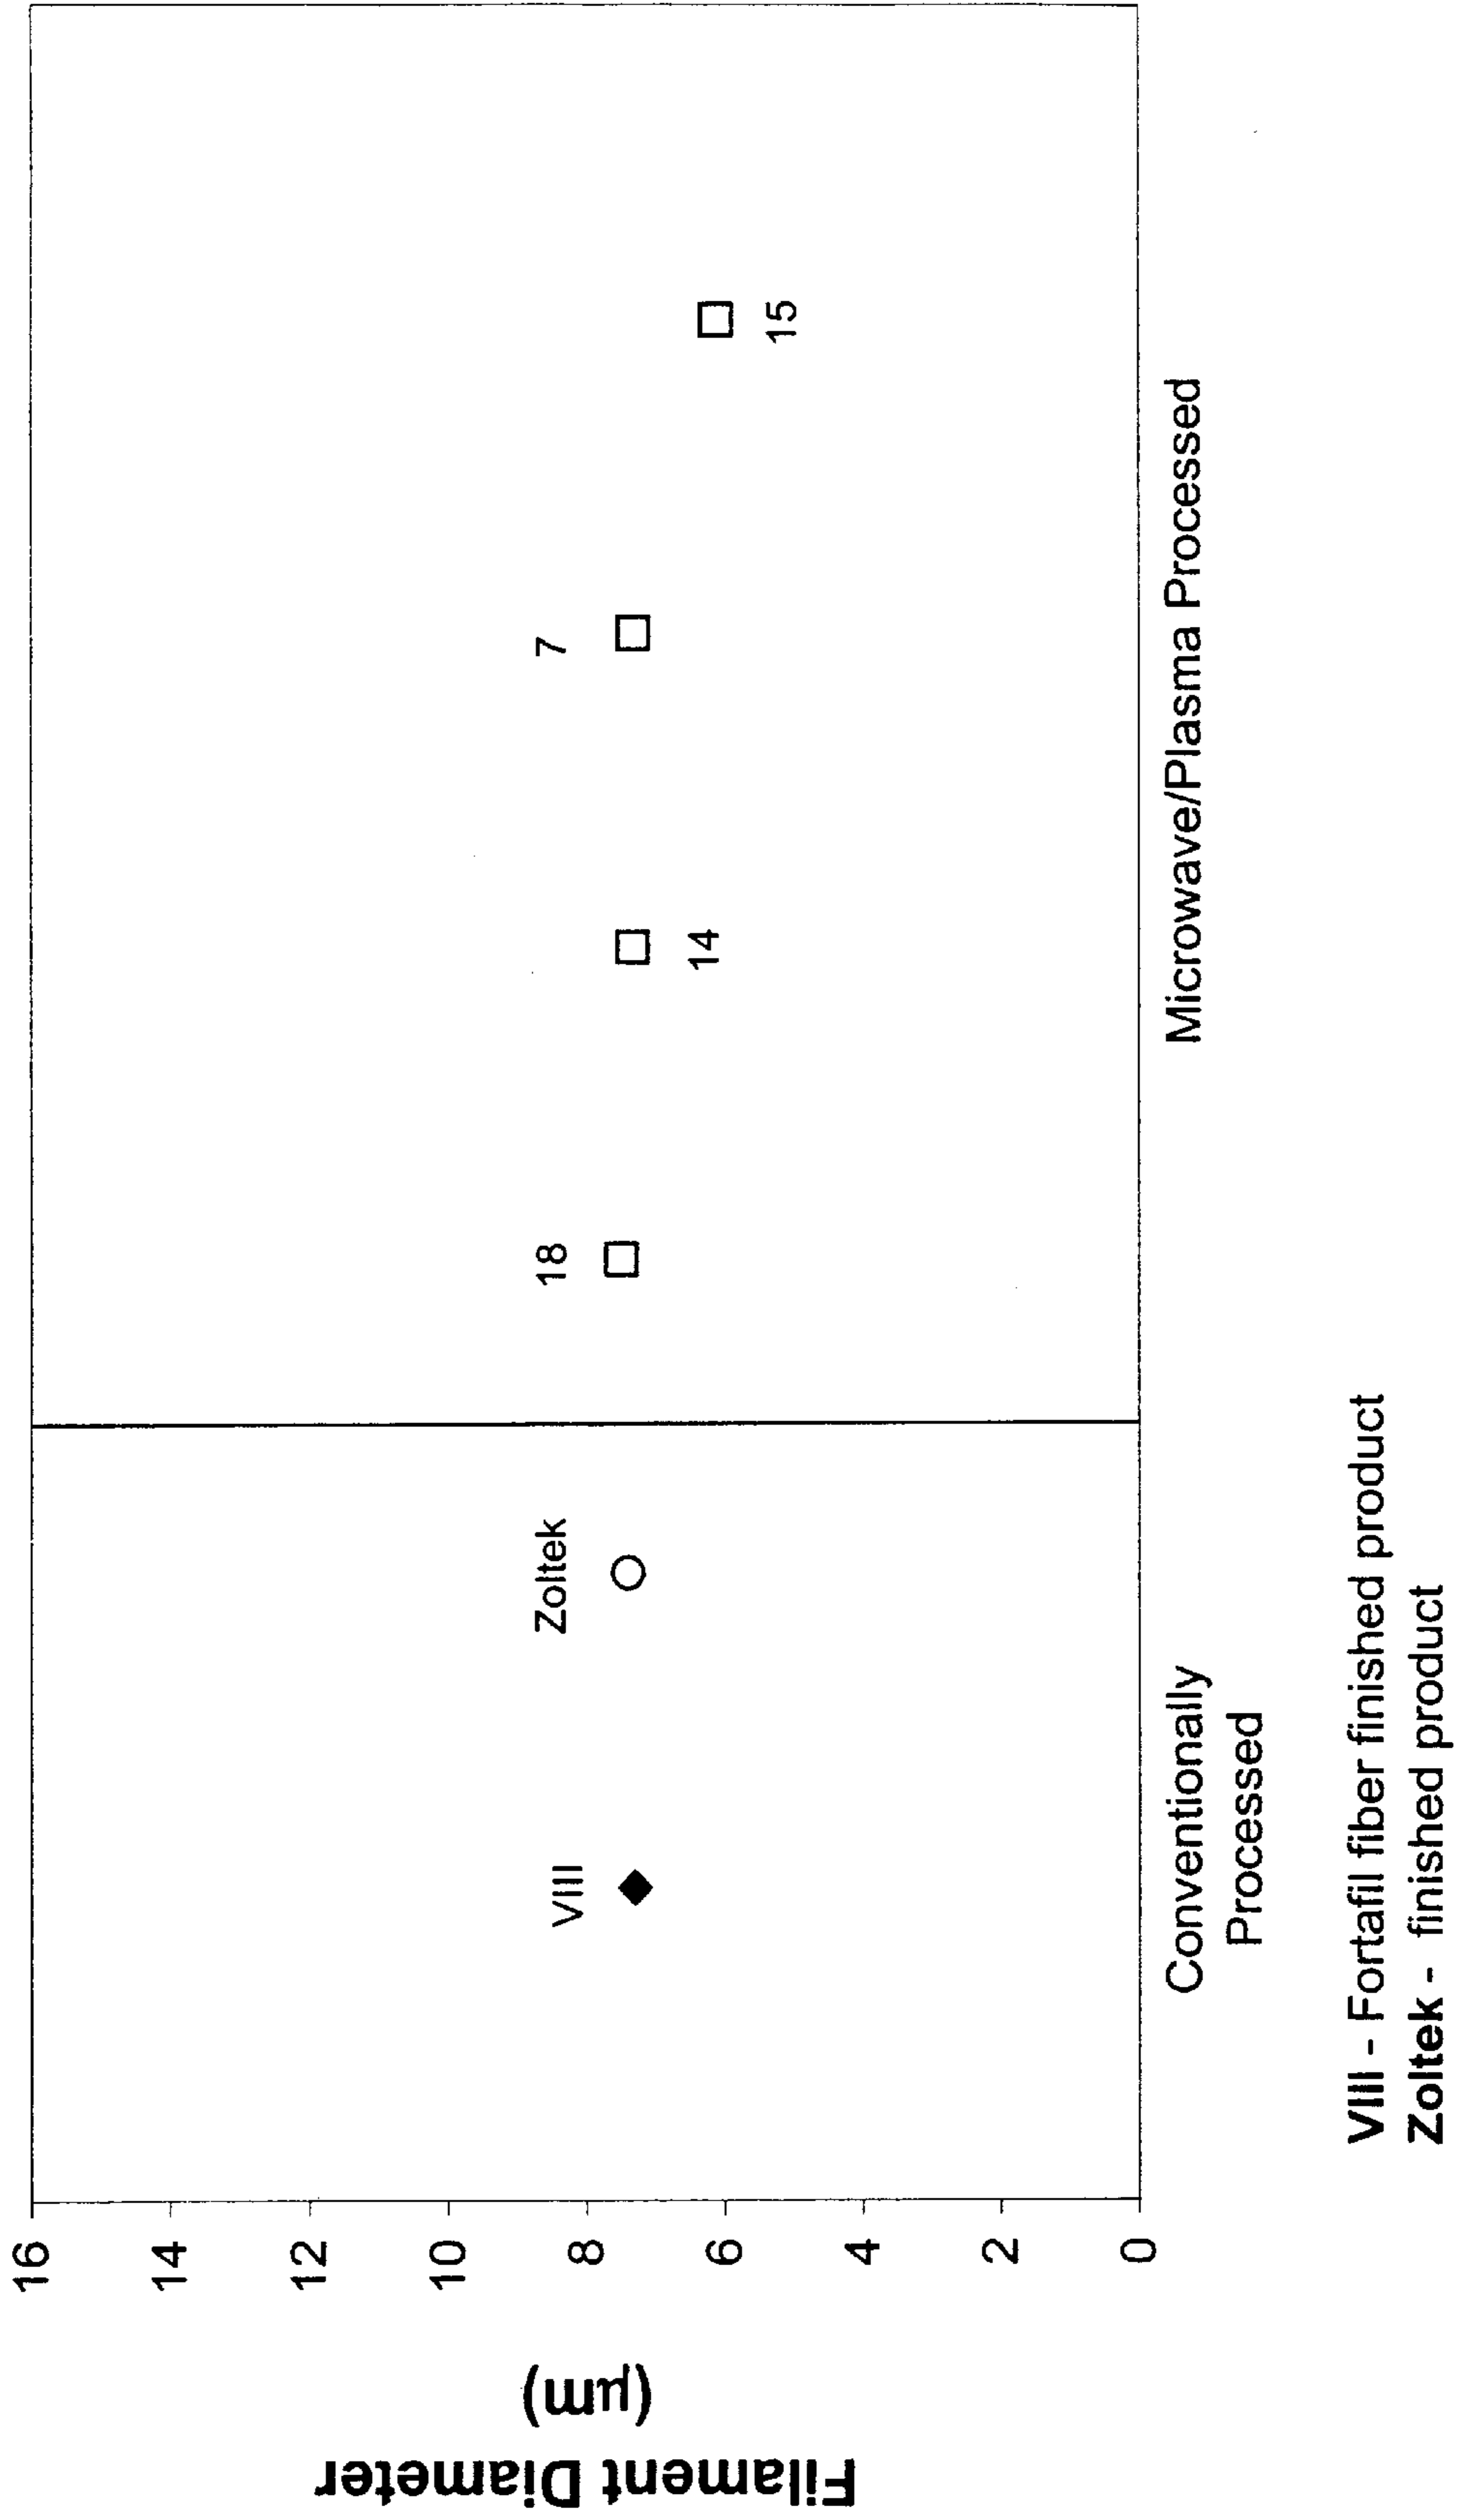 Filament Diameter
(µm)
16
14
12
10
8
6
4
2
0
VIII
Zoltek
18
14
7
15
Conventionally
Processed
Microwave/Plasma Processed
VIII - Fortafil fiber finished product
Zoltek - finished product